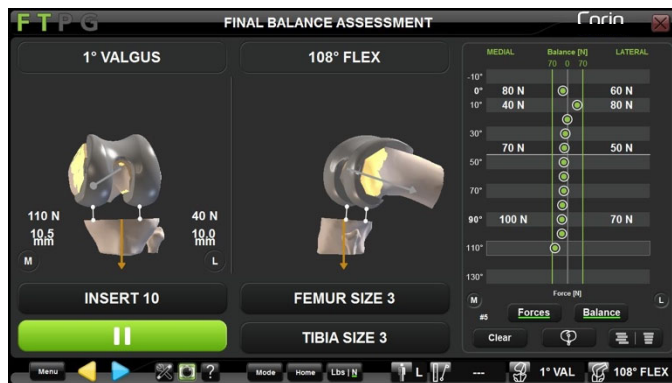 FTPG
FINAL BALANCE ASSESSMENT
Corin
1° VALGUS
108° FLEX
110 N
10.5 mm
M
40 N
10.0 mm
L
INSERT 10
FEMUR SIZE 3
TIBIA SIZE 3
MEDIAL Balance [N] LATERAL
70 0 70
-10°
0° 80 N 60 N
10° 40 N 80 N
30°
70 N 50 N
50°
70°
90° 100 N 70 N
110°
130°
Force [N]
M L
#5 Forces Balance
Clear
Menu ? Mode Home Lbs | N L --- 1° VAL 108° FLEX